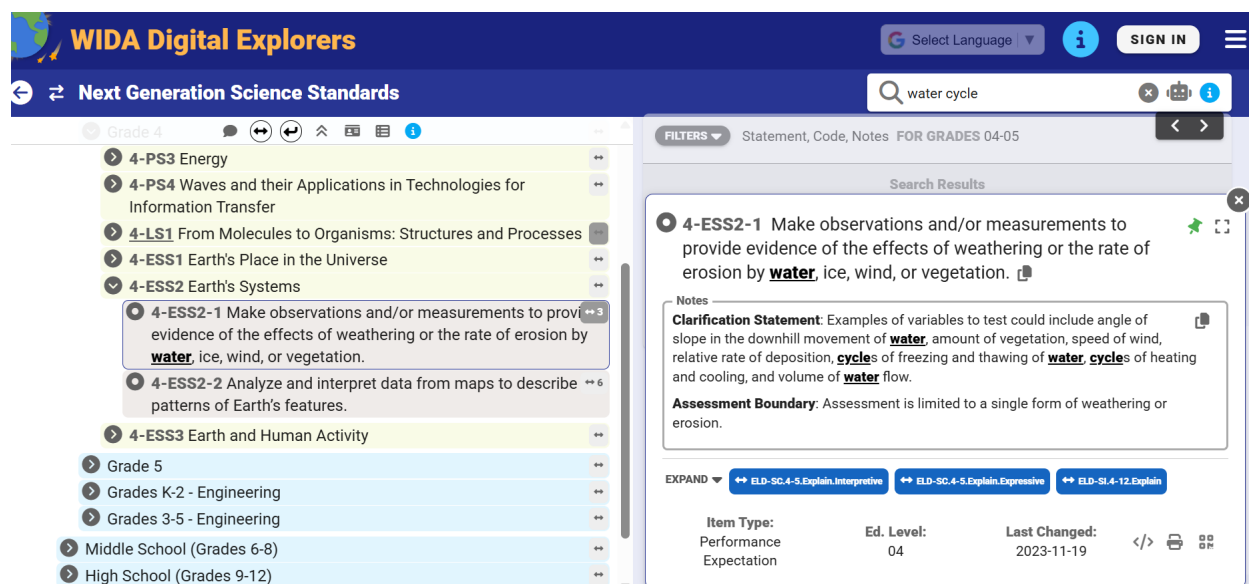 WIDA Digital Explorers
Select Language ▼
SIGN IN
Next Generation Science Standards
water cycle
Grade 4
4-PS3 Energy
4-PS4 Waves and their Applications in Technologies for
Information Transfer
4-LS1 From Molecules to Organisms: Structures and Processes
4-ESS1 Earth's Place in the Universe
4-ESS2 Earth's Systems
4-ESS2-1 Make observations and/or measurements to provi
3
evidence of the effects of weathering or the rate of erosion by
water, ice, wind, or vegetation.
4-ESS2-2 Analyze and interpret data from maps to describe
6
patterns of Earth’s features.
4-ESS3 Earth and Human Activity
Grade 5
Grades K-2 - Engineering
Grades 3-5 - Engineering
Middle School (Grades 6-8)
High School (Grades 9-12)
FILTERS Statement, Code, Notes FOR GRADES 04-05
Search Results
4-ESS2-1 Make observations and/or measurements to
provide evidence of the effects of weathering or the rate of
erosion by water, ice, wind, or vegetation.
Notes
Clarification Statement: Examples of variables to test could include angle of
slope in the downhill movement of water, amount of vegetation, speed of wind,
relative rate of deposition, cycles of freezing and thawing of water, cycles of heating
and cooling, and volume of water flow.
Assessment Boundary: Assessment is limited to a single form of weathering or
erosion.
EXPAND ELD-SC.4-5.Explain.Interpretive ELD-SC.4-5.Explain.Expressive ELD-SI.4-12.Explain
Item Type:
Performance
Expectation
Ed. Level:
04
Last Changed:
2023-11-19